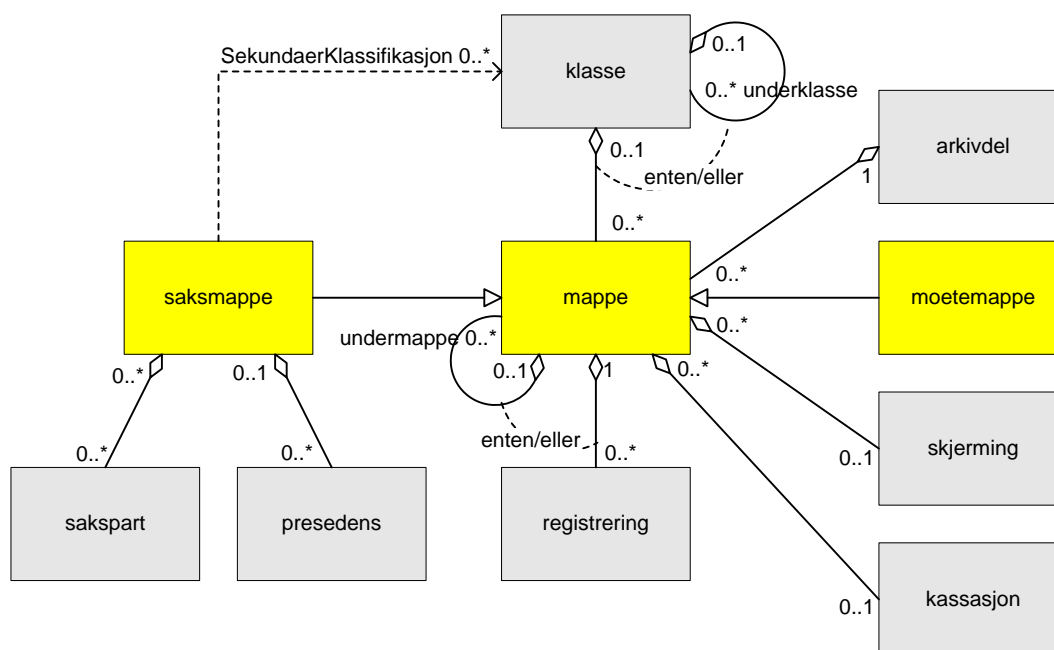 SekundaerKlassifikasjon 0..*
klasse
0..1
0..* underklasse
0..1
enten/eller
0..*
arkivdel
1
0..*
saksmappe
mappe
moetemappe
undermappe 0..*
0..1
1
0..*
0..*
enten/eller
0..*
0..*
0..1
0..*
0..*
skjerming
0..1
sakspart
presedens
registrering
0..1
kassasjon